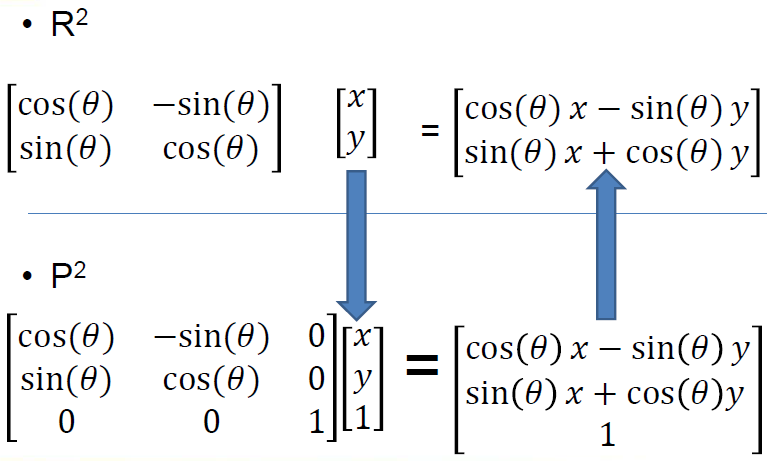 • R²
[cos(θ) −sin(θ)] [x] = [cos(θ) x − sin(θ) y]
[sin(θ) cos(θ)] [y] [sin(θ) x + cos(θ) y]
• P²
[cos(θ) −sin(θ) 0] [x] = [cos(θ) x − sin(θ) y]
[sin(θ) cos(θ) 0] [y] [sin(θ) x + cos(θ)y]
[0 0 1] [1] [1]